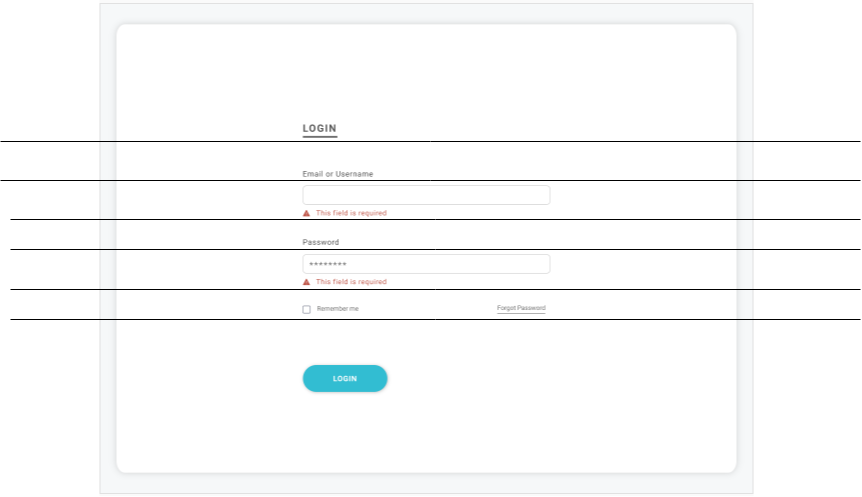 LOGIN
Email or Username
This field is required
Password
********
This field is required
Remember me Forgot Password
LOGIN